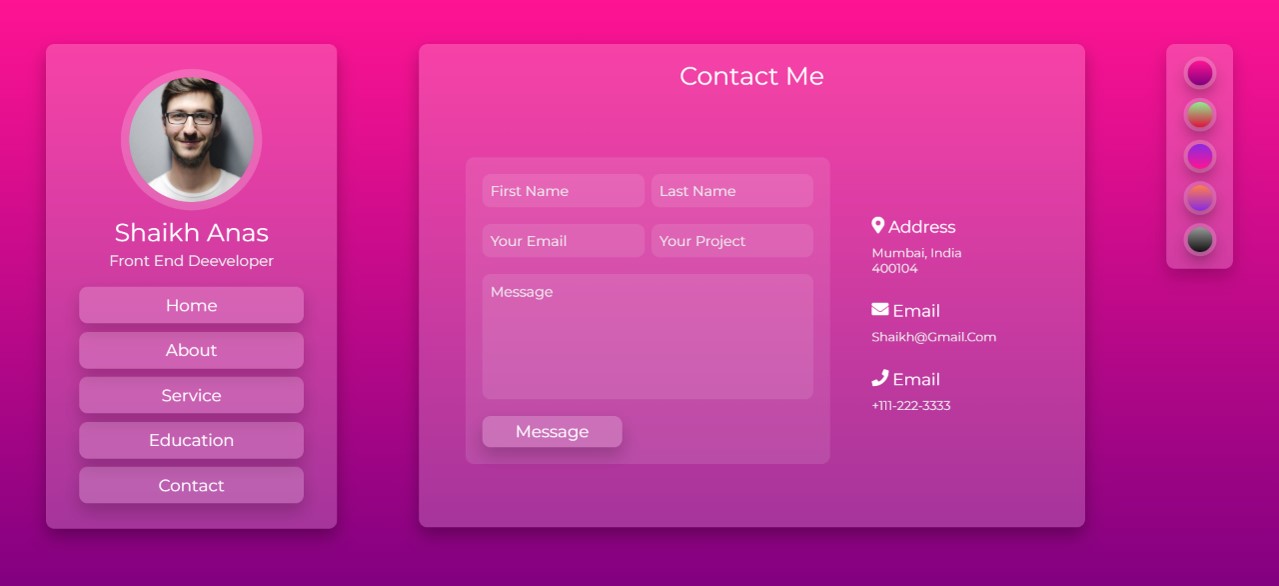 Shaikh Anas
Front End Deeveloper
Home
About
Service
Education
Contact
Contact Me
First Name
Last Name
Your Email
Your Project
Message
Message
Address
Mumbai, India
400104
Email
Shaikh@Gmail.Com
Email
+111-222-3333